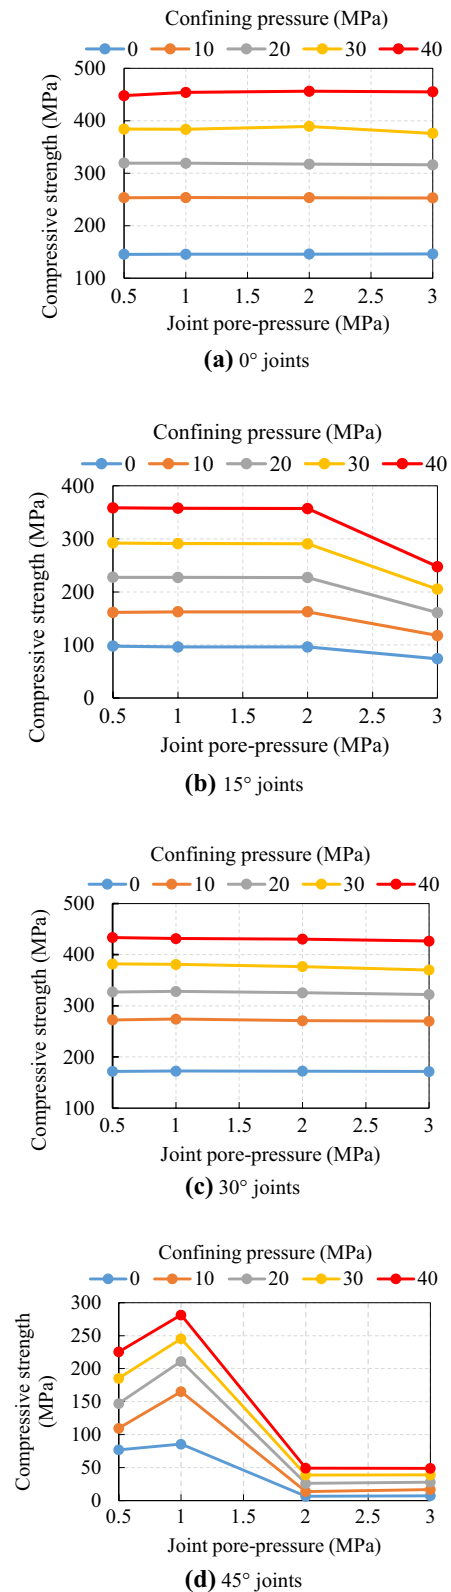 Confining pressure (MPa)
0 10 20 30 40
Compressive strength (MPa)
500
400
300
200
100
0.5 1 1.5 2 2.5 3
Joint pore-pressure (MPa)
(a) 0° joints
Confining pressure (MPa)
0 10 20 30 40
Compressive strength (MPa)
400
300
200
100
0
0.5 1 1.5 2 2.5 3
Joint pore-pressure (MPa)
(b) 15° joints
Confining pressure (MPa)
0 10 20 30 40
Compressive strength (MPa)
500
400
300
200
100
0.5 1 1.5 2 2.5 3
Joint pore-pressure (MPa)
(c) 30° joints
Confining pressure (MPa)
0 10 20 30 40
Compressive strength
(MPa)
300
250
200
150
100
50
0
0.5 1 1.5 2 2.5 3
Joint pore-pressure (MPa)
(d) 45° joints